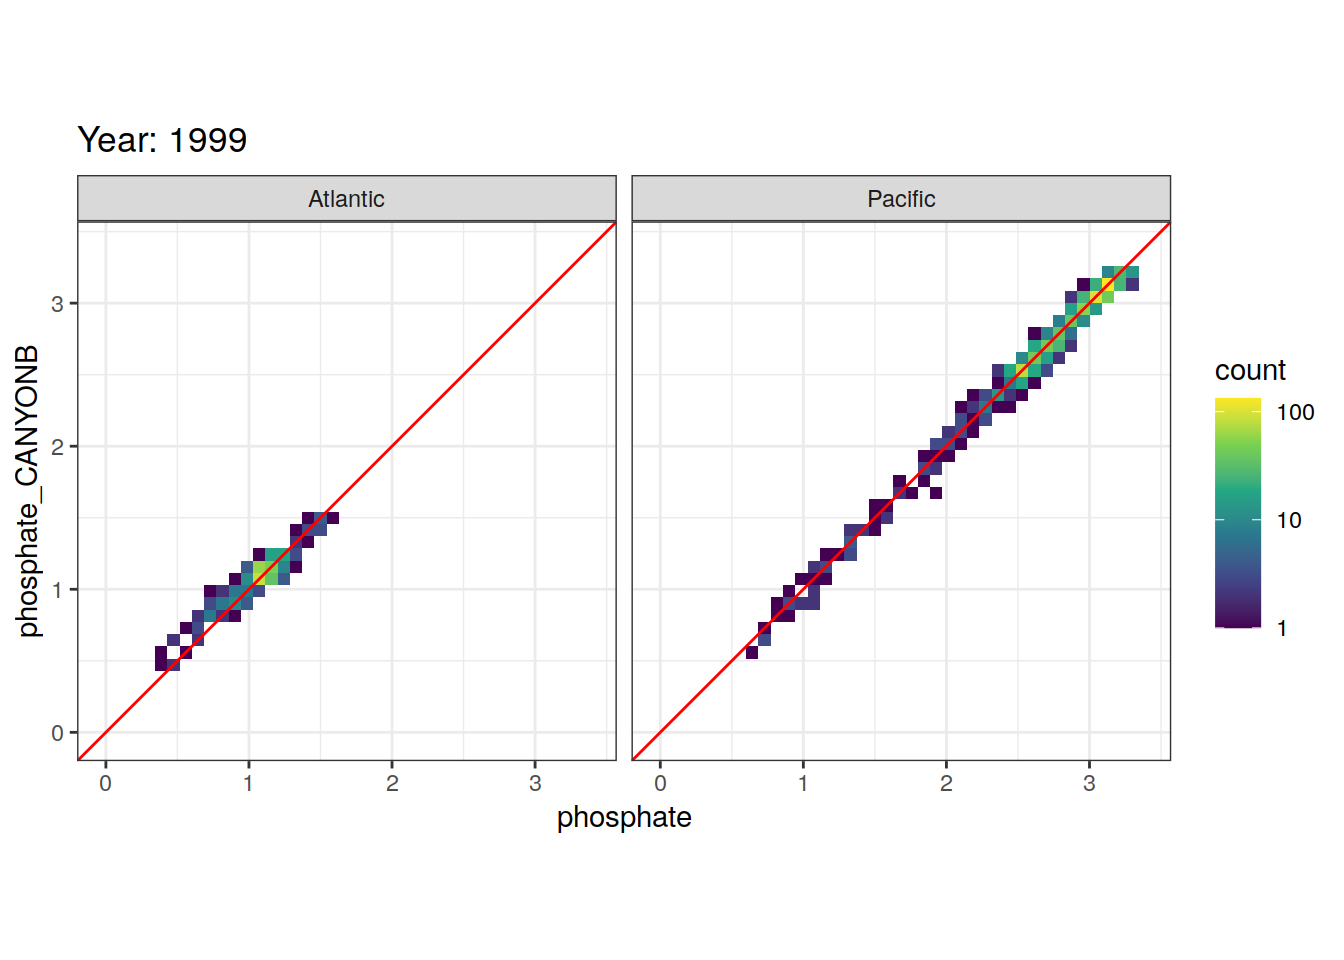 Year: 1999
Atlantic
Pacific
phosphate_CANYONB
3
2
1
0
0 1 2 3
0 1 2 3
phosphate
count
100
10
1